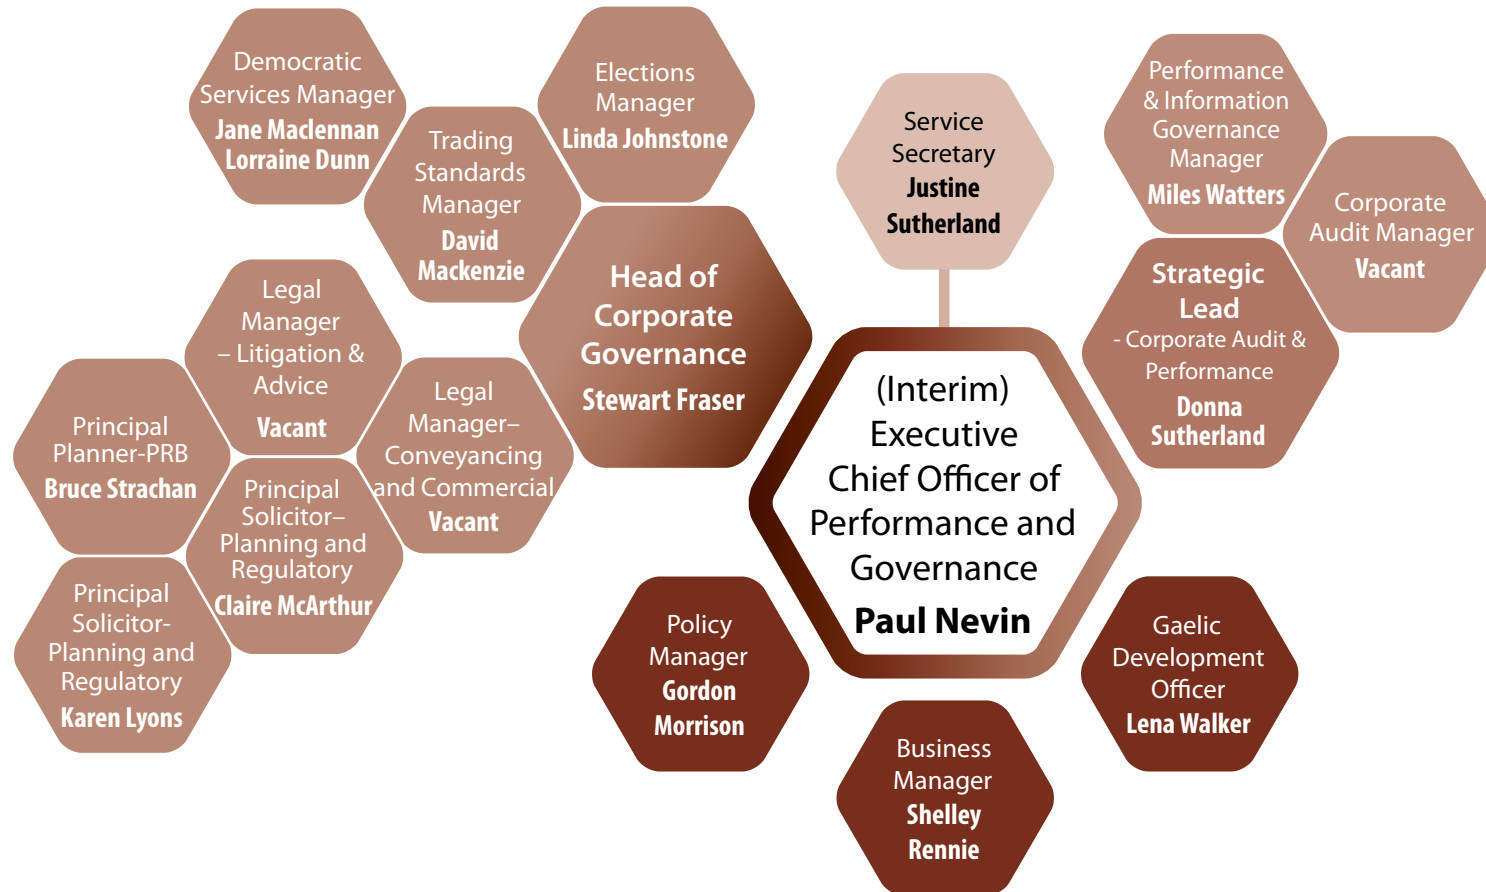 Democratic
Services Manager
Jane Maclennan
Lorraine Dunn
Elections
Manager
Linda Johnstone
Trading
Standards
Manager
David
Mackenzie
Head of
Corporate
Governance
Stewart Fraser
Legal
Manager
– Litigation &
Advice
Vacant
Legal
Manager–
Conveyancing
and Commercial
Vacant
Principal
Planner-PRB
Bruce Strachan
Principal
Solicitor–
Planning and
Regulatory
Claire McArthur
Principal
Solicitor-
Planning and
Regulatory
Karen Lyons
Service
Secretary
Justine
Sutherland
(Interim)
Executive
Chief Officer of
Performance and
Governance
Paul Nevin
Performance
& Information
Governance
Manager
Miles Watters
Corporate
Audit Manager
Vacant
Strategic
Lead
- Corporate Audit &
Performance
Donna
Sutherland
Policy
Manager
Gordon
Morrison
Business
Manager
Shelley
Rennie
Gaelic
Development
Officer
Lena Walker